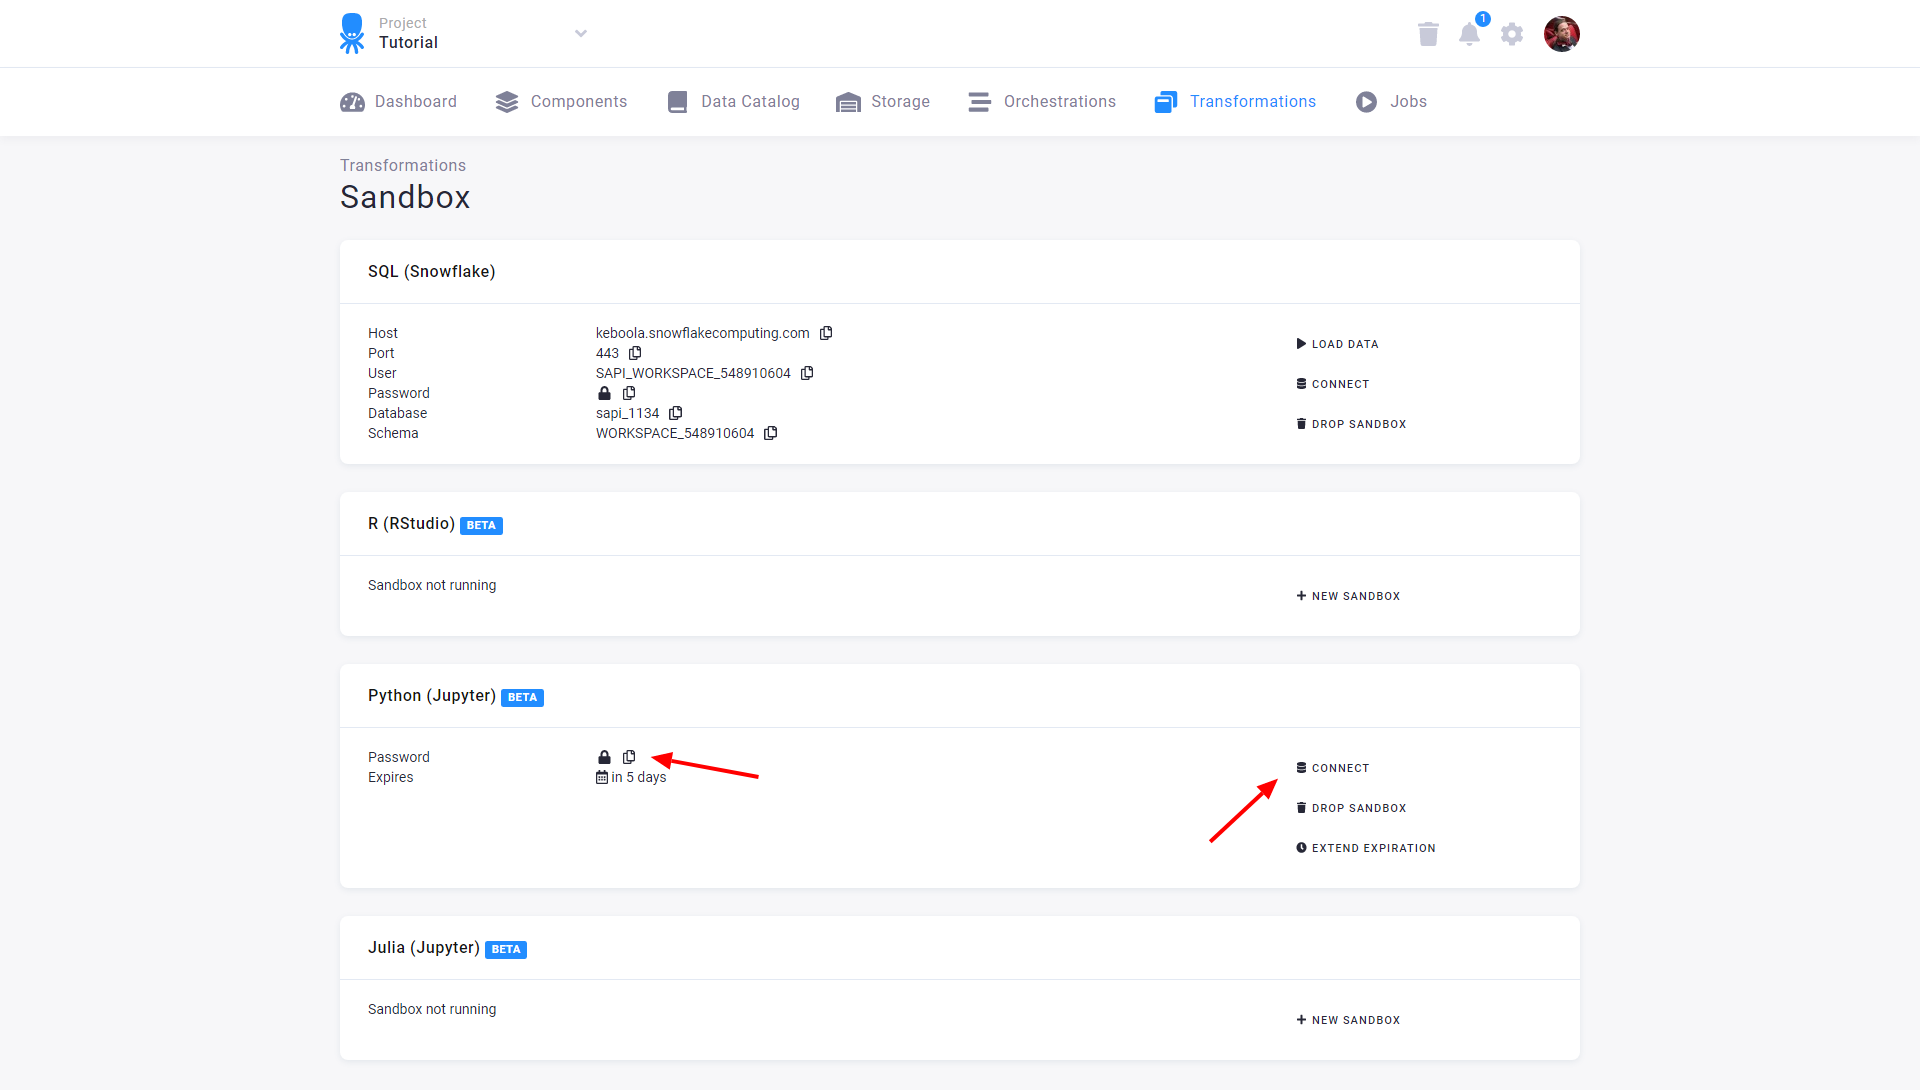 Project
Tutorial
1
Dashboard
Components
Data Catalog
Storage
Orchestrations
Transformations
Jobs
Transformations
Sandbox
SQL (Snowflake)
Host keboola.snowflakecomputing.com
Port 443
User SAPI_WORKSPACE_548910604
Password
Database sapi_1134
Schema WORKSPACE_548910604
LOAD DATA
CONNECT
DROP SANDBOX
R (RStudio) BETA
Sandbox not running
NEW SANDBOX
Python (Jupyter) BETA
Password
Expires in 5 days
CONNECT
DROP SANDBOX
EXTEND EXPIRATION
Julia (Jupyter) BETA
Sandbox not running
NEW SANDBOX